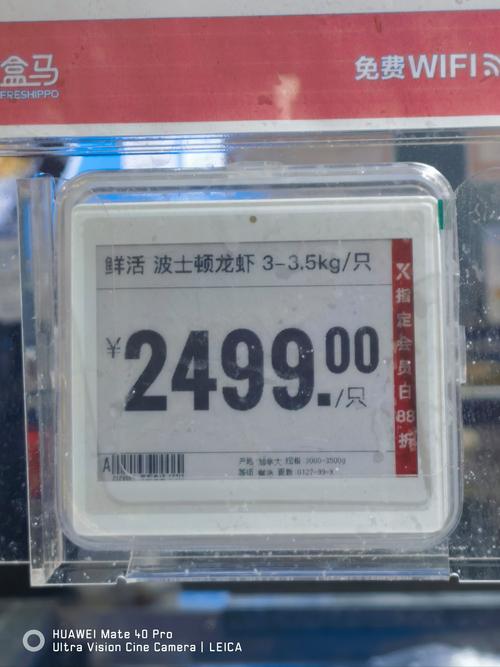 盒马
FRESHIPPO
免费WIFI
鲜活 波士顿龙虾 3-3.5kg/只
¥2499.00/只
X指定会员日88折
A
产地 加拿大 规格 3000-3500g
等级
HUAWEI Mate 40 Pro
Ultra Vision Cine Camera | LEICA